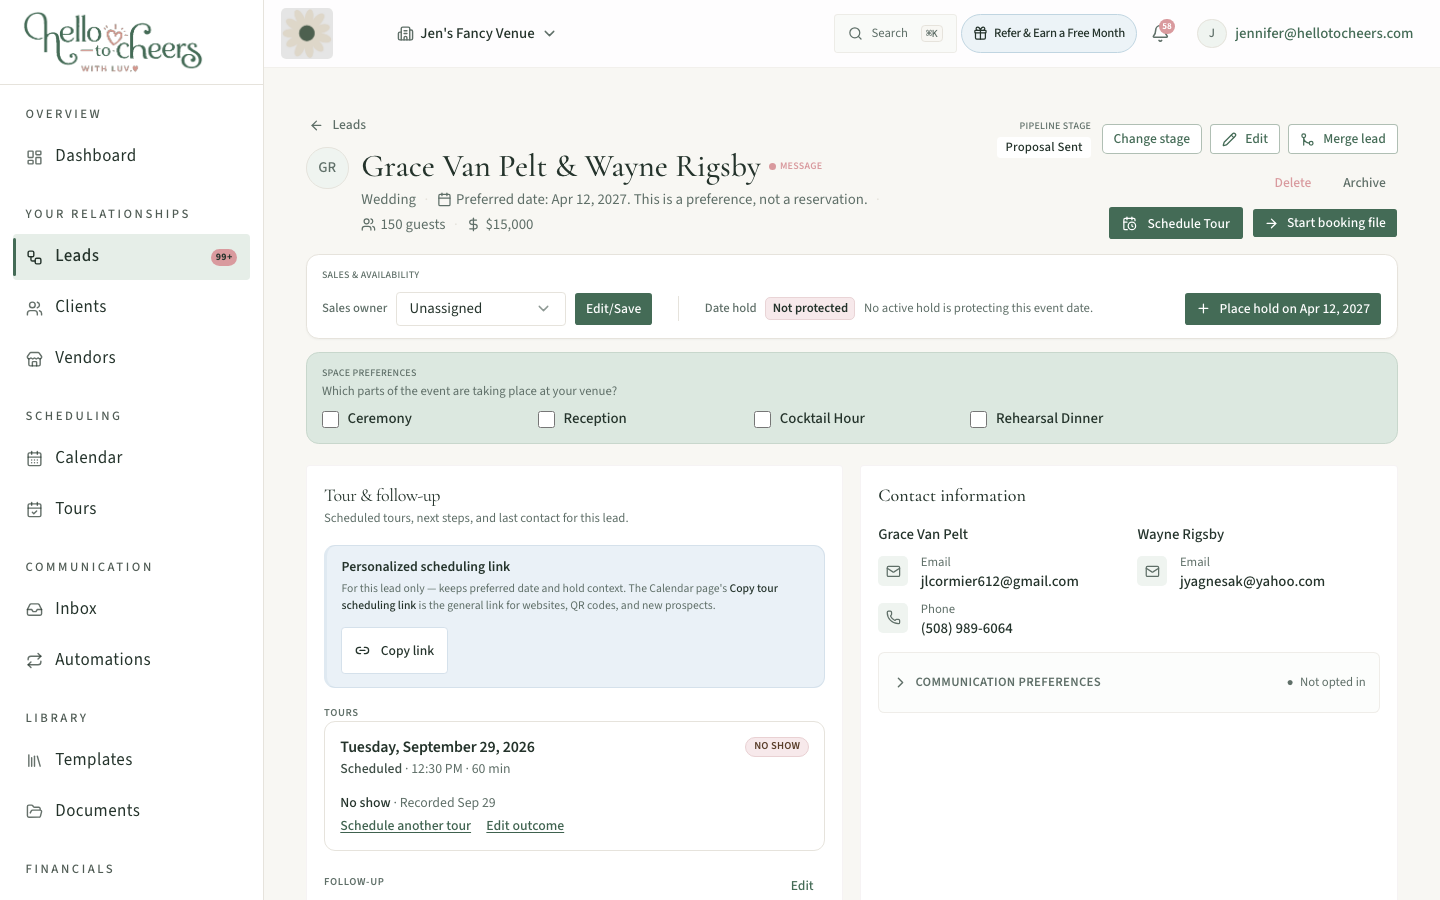 hello
to cheers
WITH LUV.
Jen's Fancy Venue
Search
⌘K
Refer & Earn a Free Month
58
J
jennifer@hellotocheers.com
OVERVIEW
Dashboard
YOUR RELATIONSHIPS
Leads
99+
Clients
Vendors
SCHEDULING
Calendar
Tours
COMMUNICATION
Inbox
Automations
LIBRARY
Templates
Documents
FINANCIALS
Leads
GR
Grace Van Pelt & Wayne Rigsby
MESSAGE
Wedding · Preferred date: Apr 12, 2027. This is a preference, not a reservation. ·
150 guests · $15,000
PIPELINE STAGE
Proposal Sent
Change stage
Edit
Merge lead
Delete
Archive
Schedule Tour
Start booking file
SALES & AVAILABILITY
Sales owner
Unassigned
Edit/Save
Date hold
Not protected
No active hold is protecting this event date.
Place hold on Apr 12, 2027
SPACE PREFERENCES
Which parts of the event are taking place at your venue?
Ceremony
Reception
Cocktail Hour
Rehearsal Dinner
Tour & follow-up
Scheduled tours, next steps, and last contact for this lead.
Personalized scheduling link
For this lead only — keeps preferred date and hold context. The Calendar page's Copy tour
scheduling link is the general link for websites, QR codes, and new prospects.
Copy link
TOURS
Tuesday, September 29, 2026
NO SHOW
Scheduled · 12:30 PM · 60 min
No show · Recorded Sep 29
Schedule another tour
Edit outcome
FOLLOW-UP
Edit
Contact information
Grace Van Pelt
Email
jlcormier612@gmail.com
Phone
(508) 989-6064
Wayne Rigsby
Email
jyagnesak@yahoo.com
COMMUNICATION PREFERENCES
Not opted in